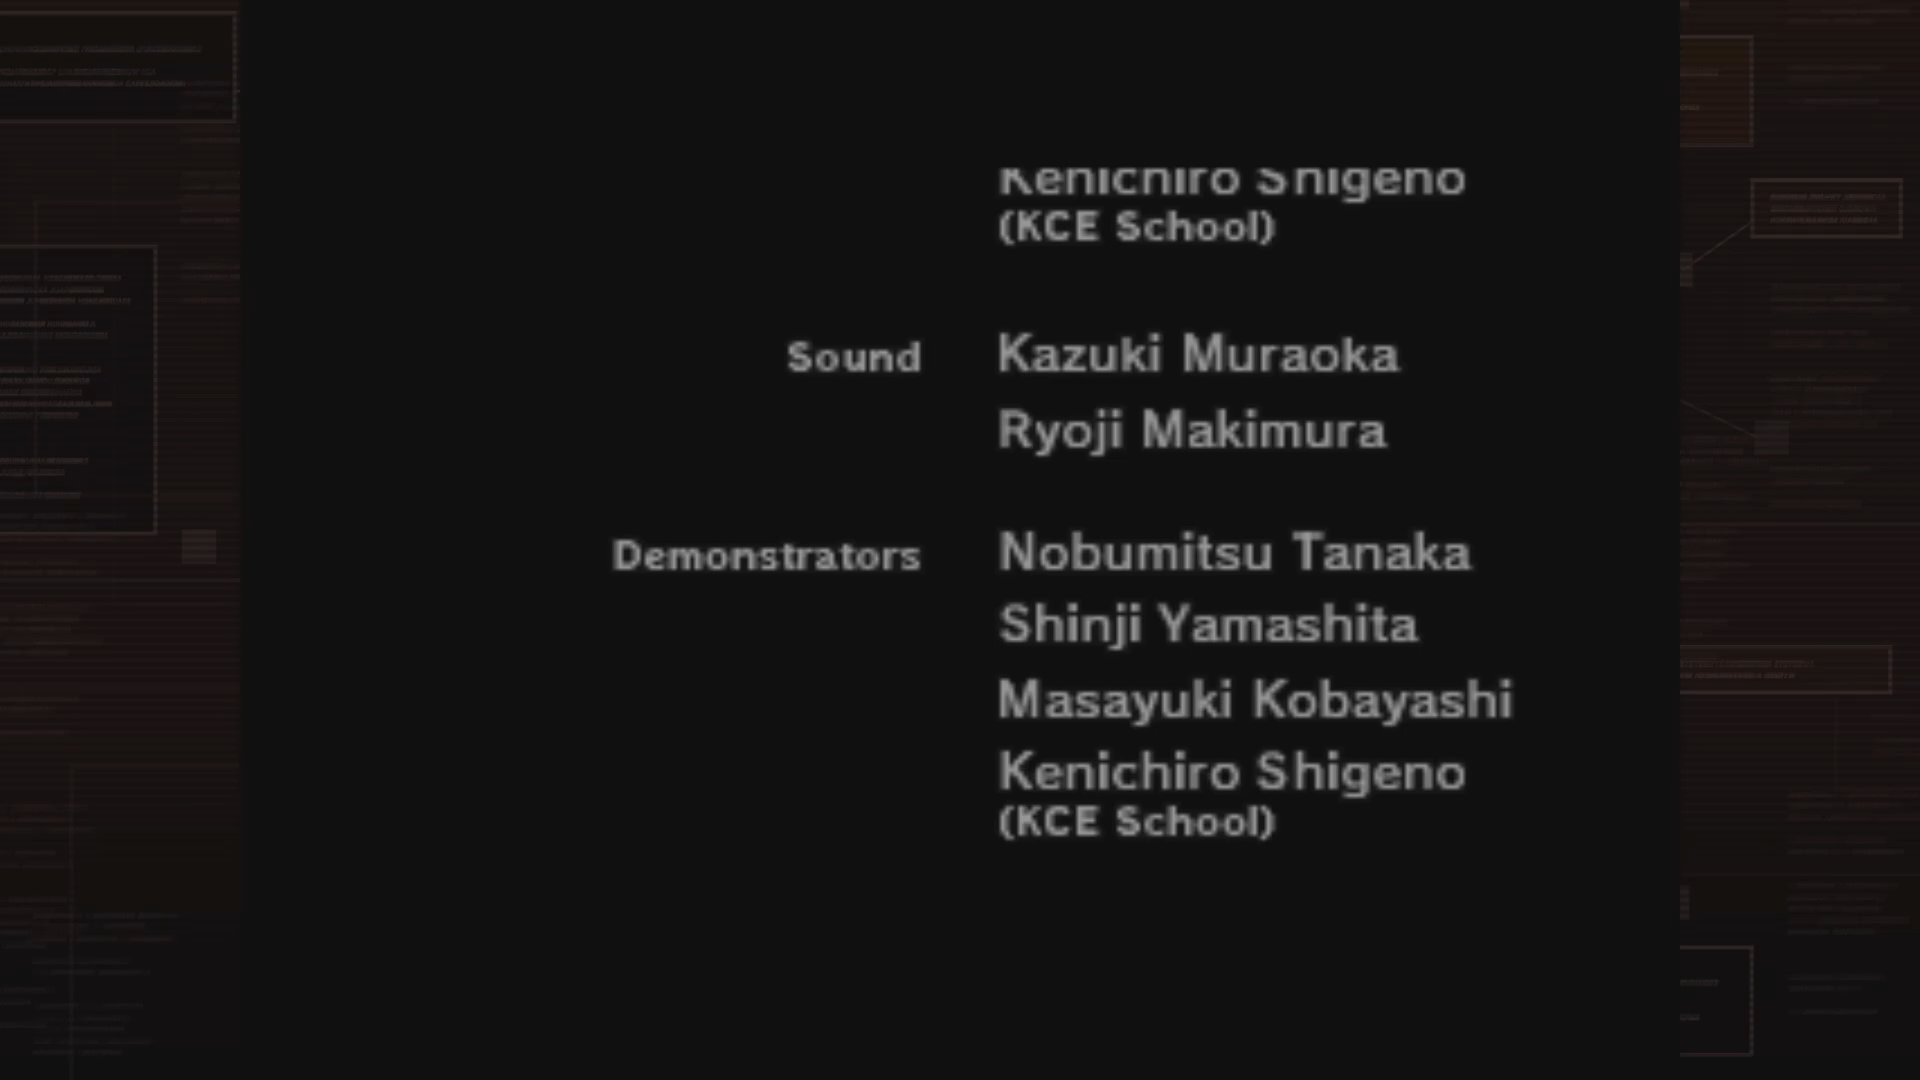 Kenichiro Shigeno
(KCE School)
Sound Kazuki Muraoka
Ryoji Makimura
Demonstrators Nobumitsu Tanaka
Shinji Yamashita
Masayuki Kobayashi
Kenichiro Shigeno
(KCE School)